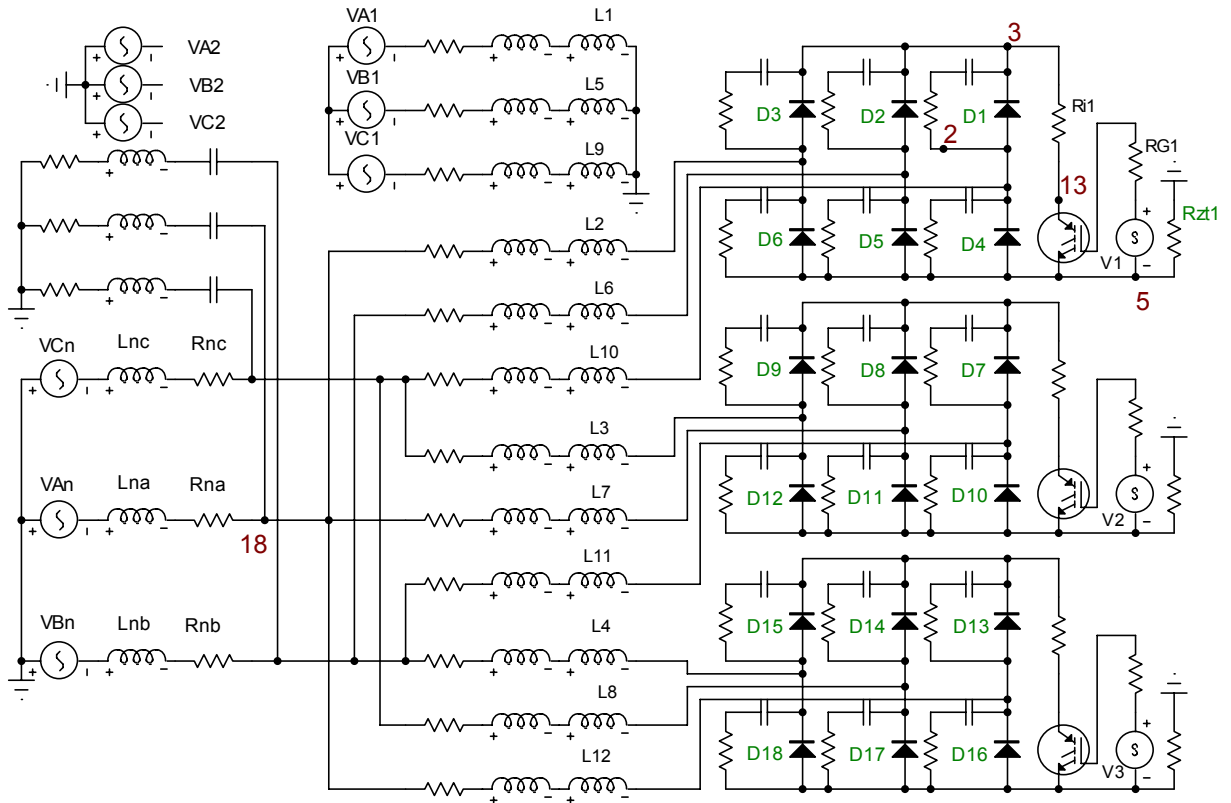 VA2
VB2
VC2
VA1
L1
VB1
L5
VC1
L9
3
D3
D2
D1
Ri1
2
RG1
13
Rzt1
D6
D5
D4
V1
5
L2
L6
L10
VCn
Lnc
Rnc
L3
D9
D8
D7
VAn
Lna
Rna
18
L7
D12
D11
D10
V2
L11
VBn
Lnb
Rnb
L4
D15
D14
D13
L8
L12
D18
D17
D16
V3